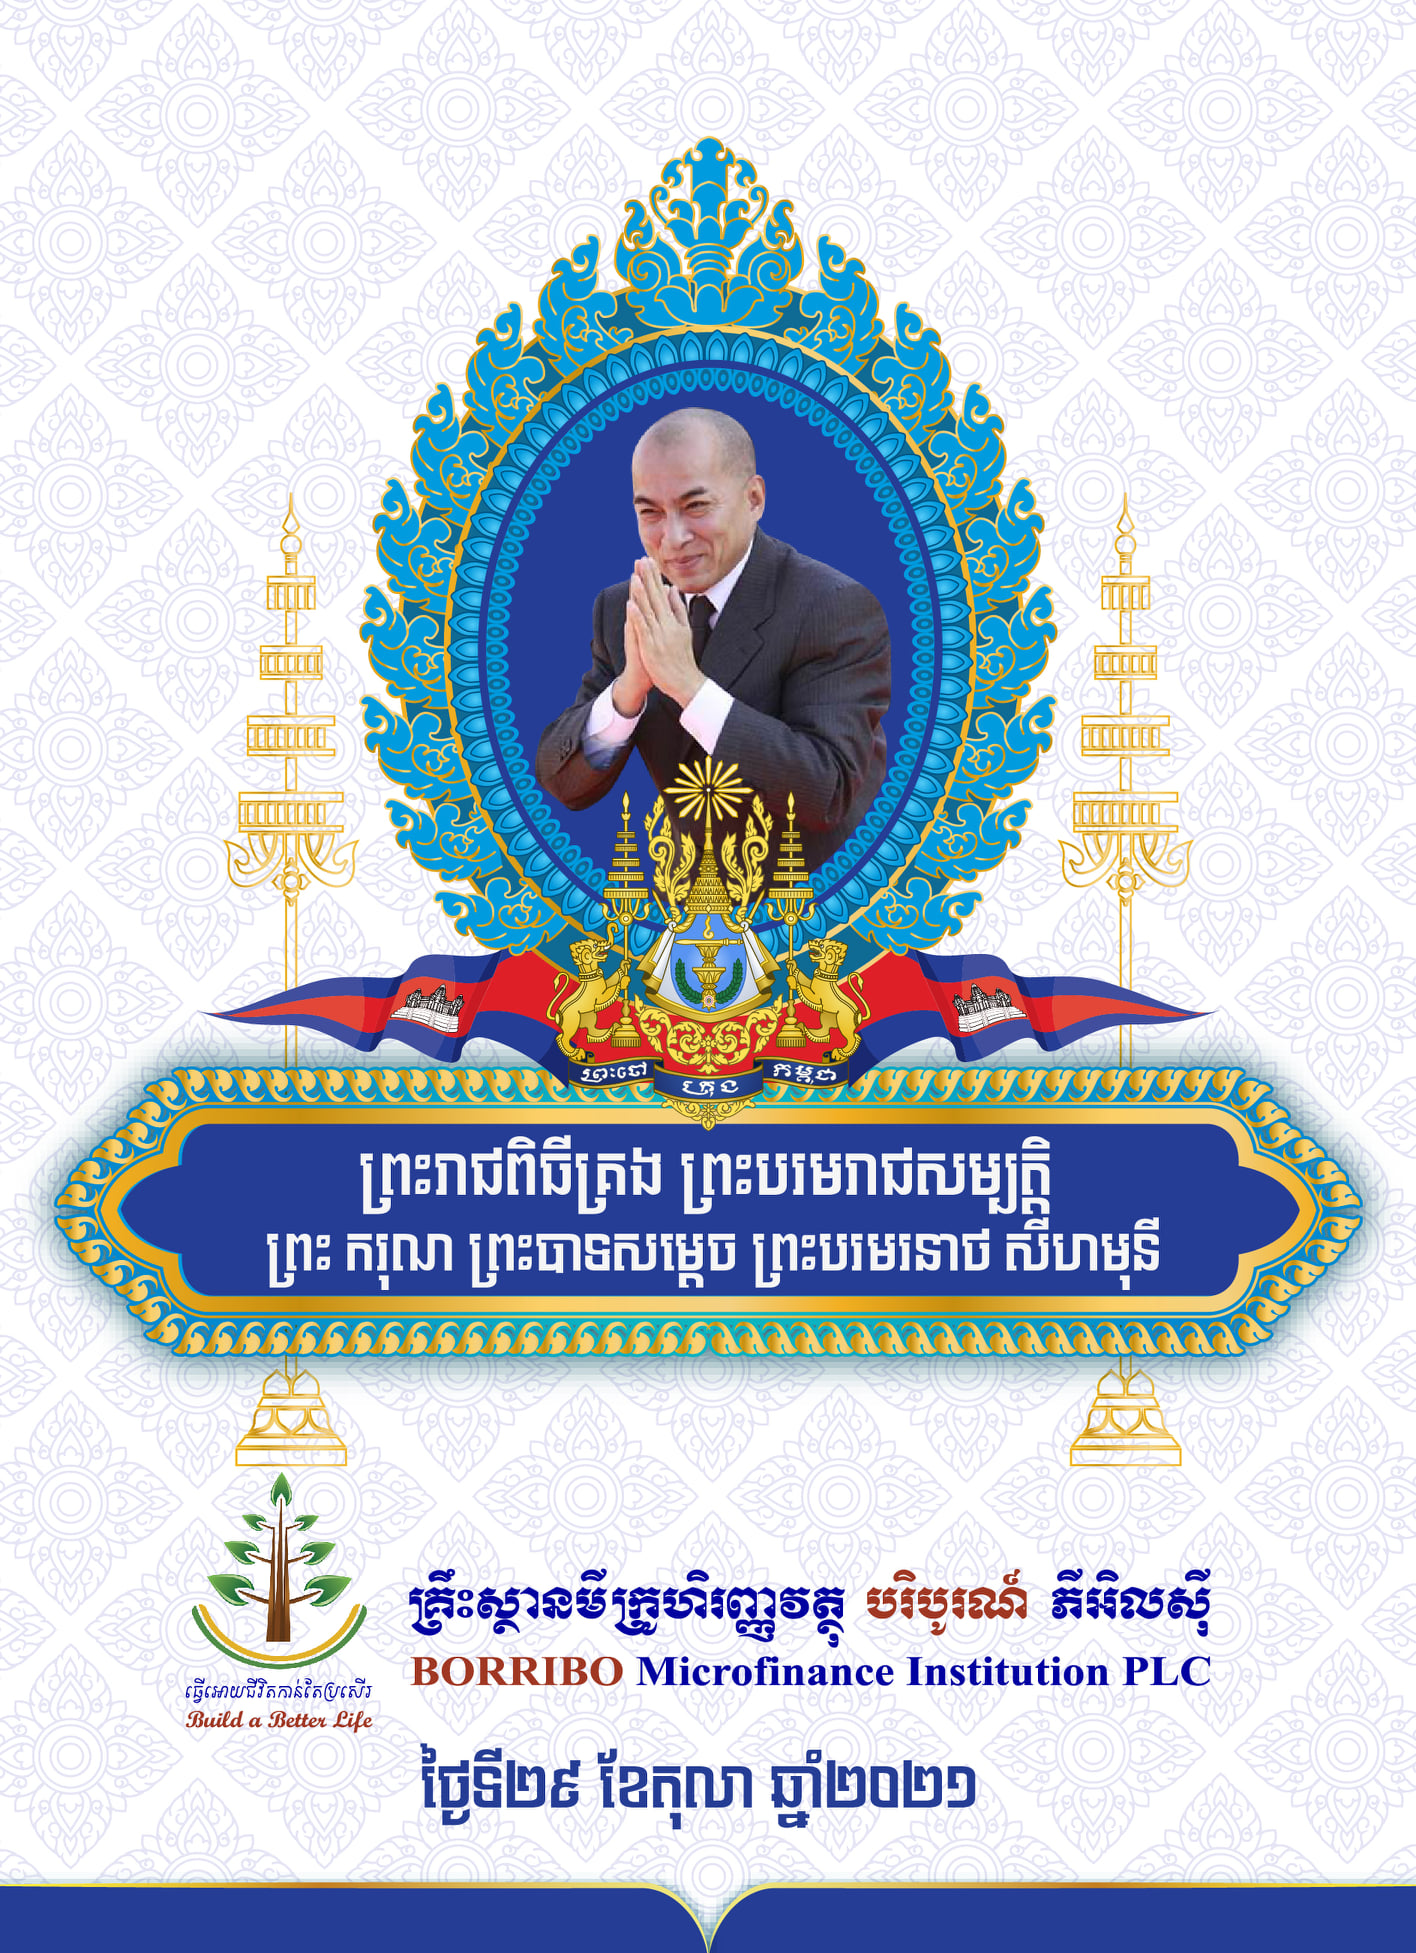 ព្រះចៅ ក្រុង កម្ពុជា
ព្រះរាជពិធីគ្រង ព្រះបរមរាជសម្បត្តិ
ព្រះ ករុណ ព្រះបាទសម្តេច ព្រះបរមរនាថ សីហមុនី
គ្រឹះស្ថានមីក្រូហិរញ្ញវត្ថុ បរិបូរណ៍ ភីអិលស៊ី
BORRIBO Microfinance Institution PLC
ធ្វើអោយជីវិតកាន់តែប្រសើរ
Build a Better Life
ថ្ងៃទី២៩ ខែតុលា ឆ្នាំ២០២១